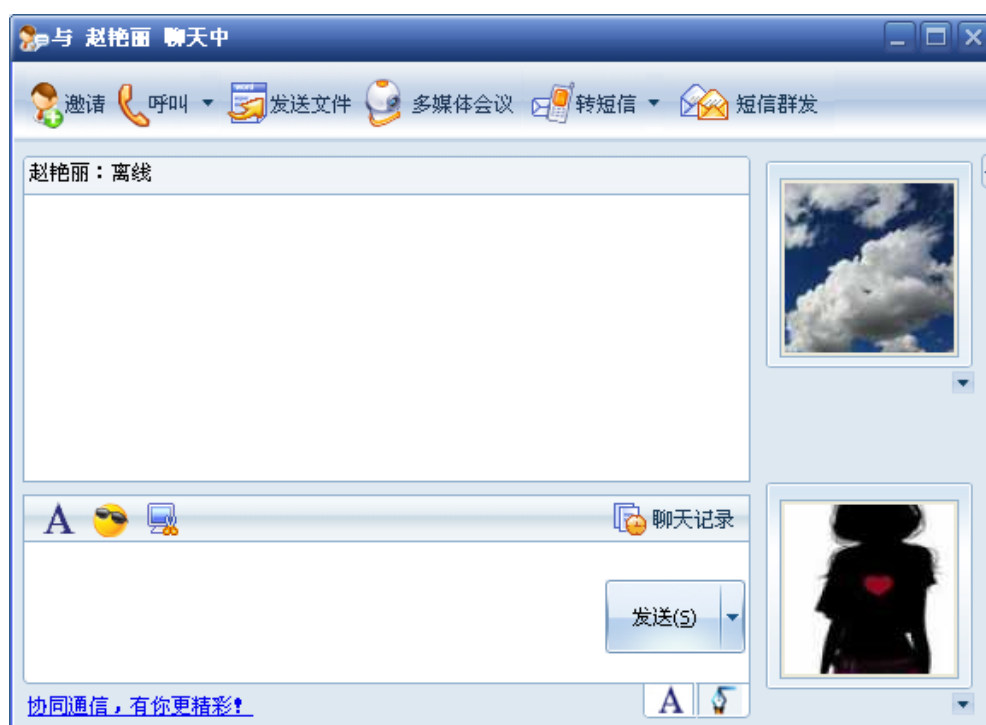 与 赵艳丽 聊天中
邀请 呼叫 发送文件 多媒体会议 转短信 短信群发
赵艳丽：离线
A 聊天记录
发送(S)
协同通信，有你更精彩！
A